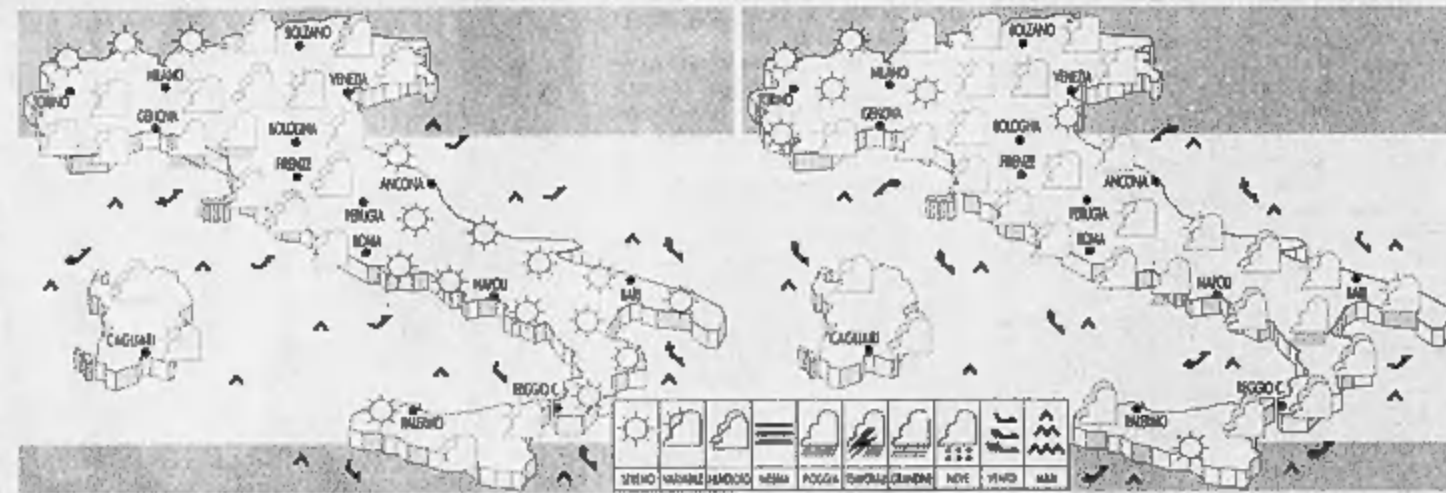 BOLZANO
MILANO
VENEZIA
TORINO
GENOVA
BOLOGNA
FIRENZE
ANCONA
PERUGIA
ROMA
NAPOLI
BARI
CAGLIARI
REGGIO C.
PALERMO
BOLZANO
MILANO
VENEZIA
TORINO
GENOVA
BOLOGNA
FIRENZE
ANCONA
PERUGIA
ROMA
NAPOLI
BARI
CAGLIARI
REGGIO C.
PALERMO
SERENO VARIABILE NUVOLOSO NEBBIA PIOGGIA TEMPORALE GRANDINE NEVE VENTO MARI